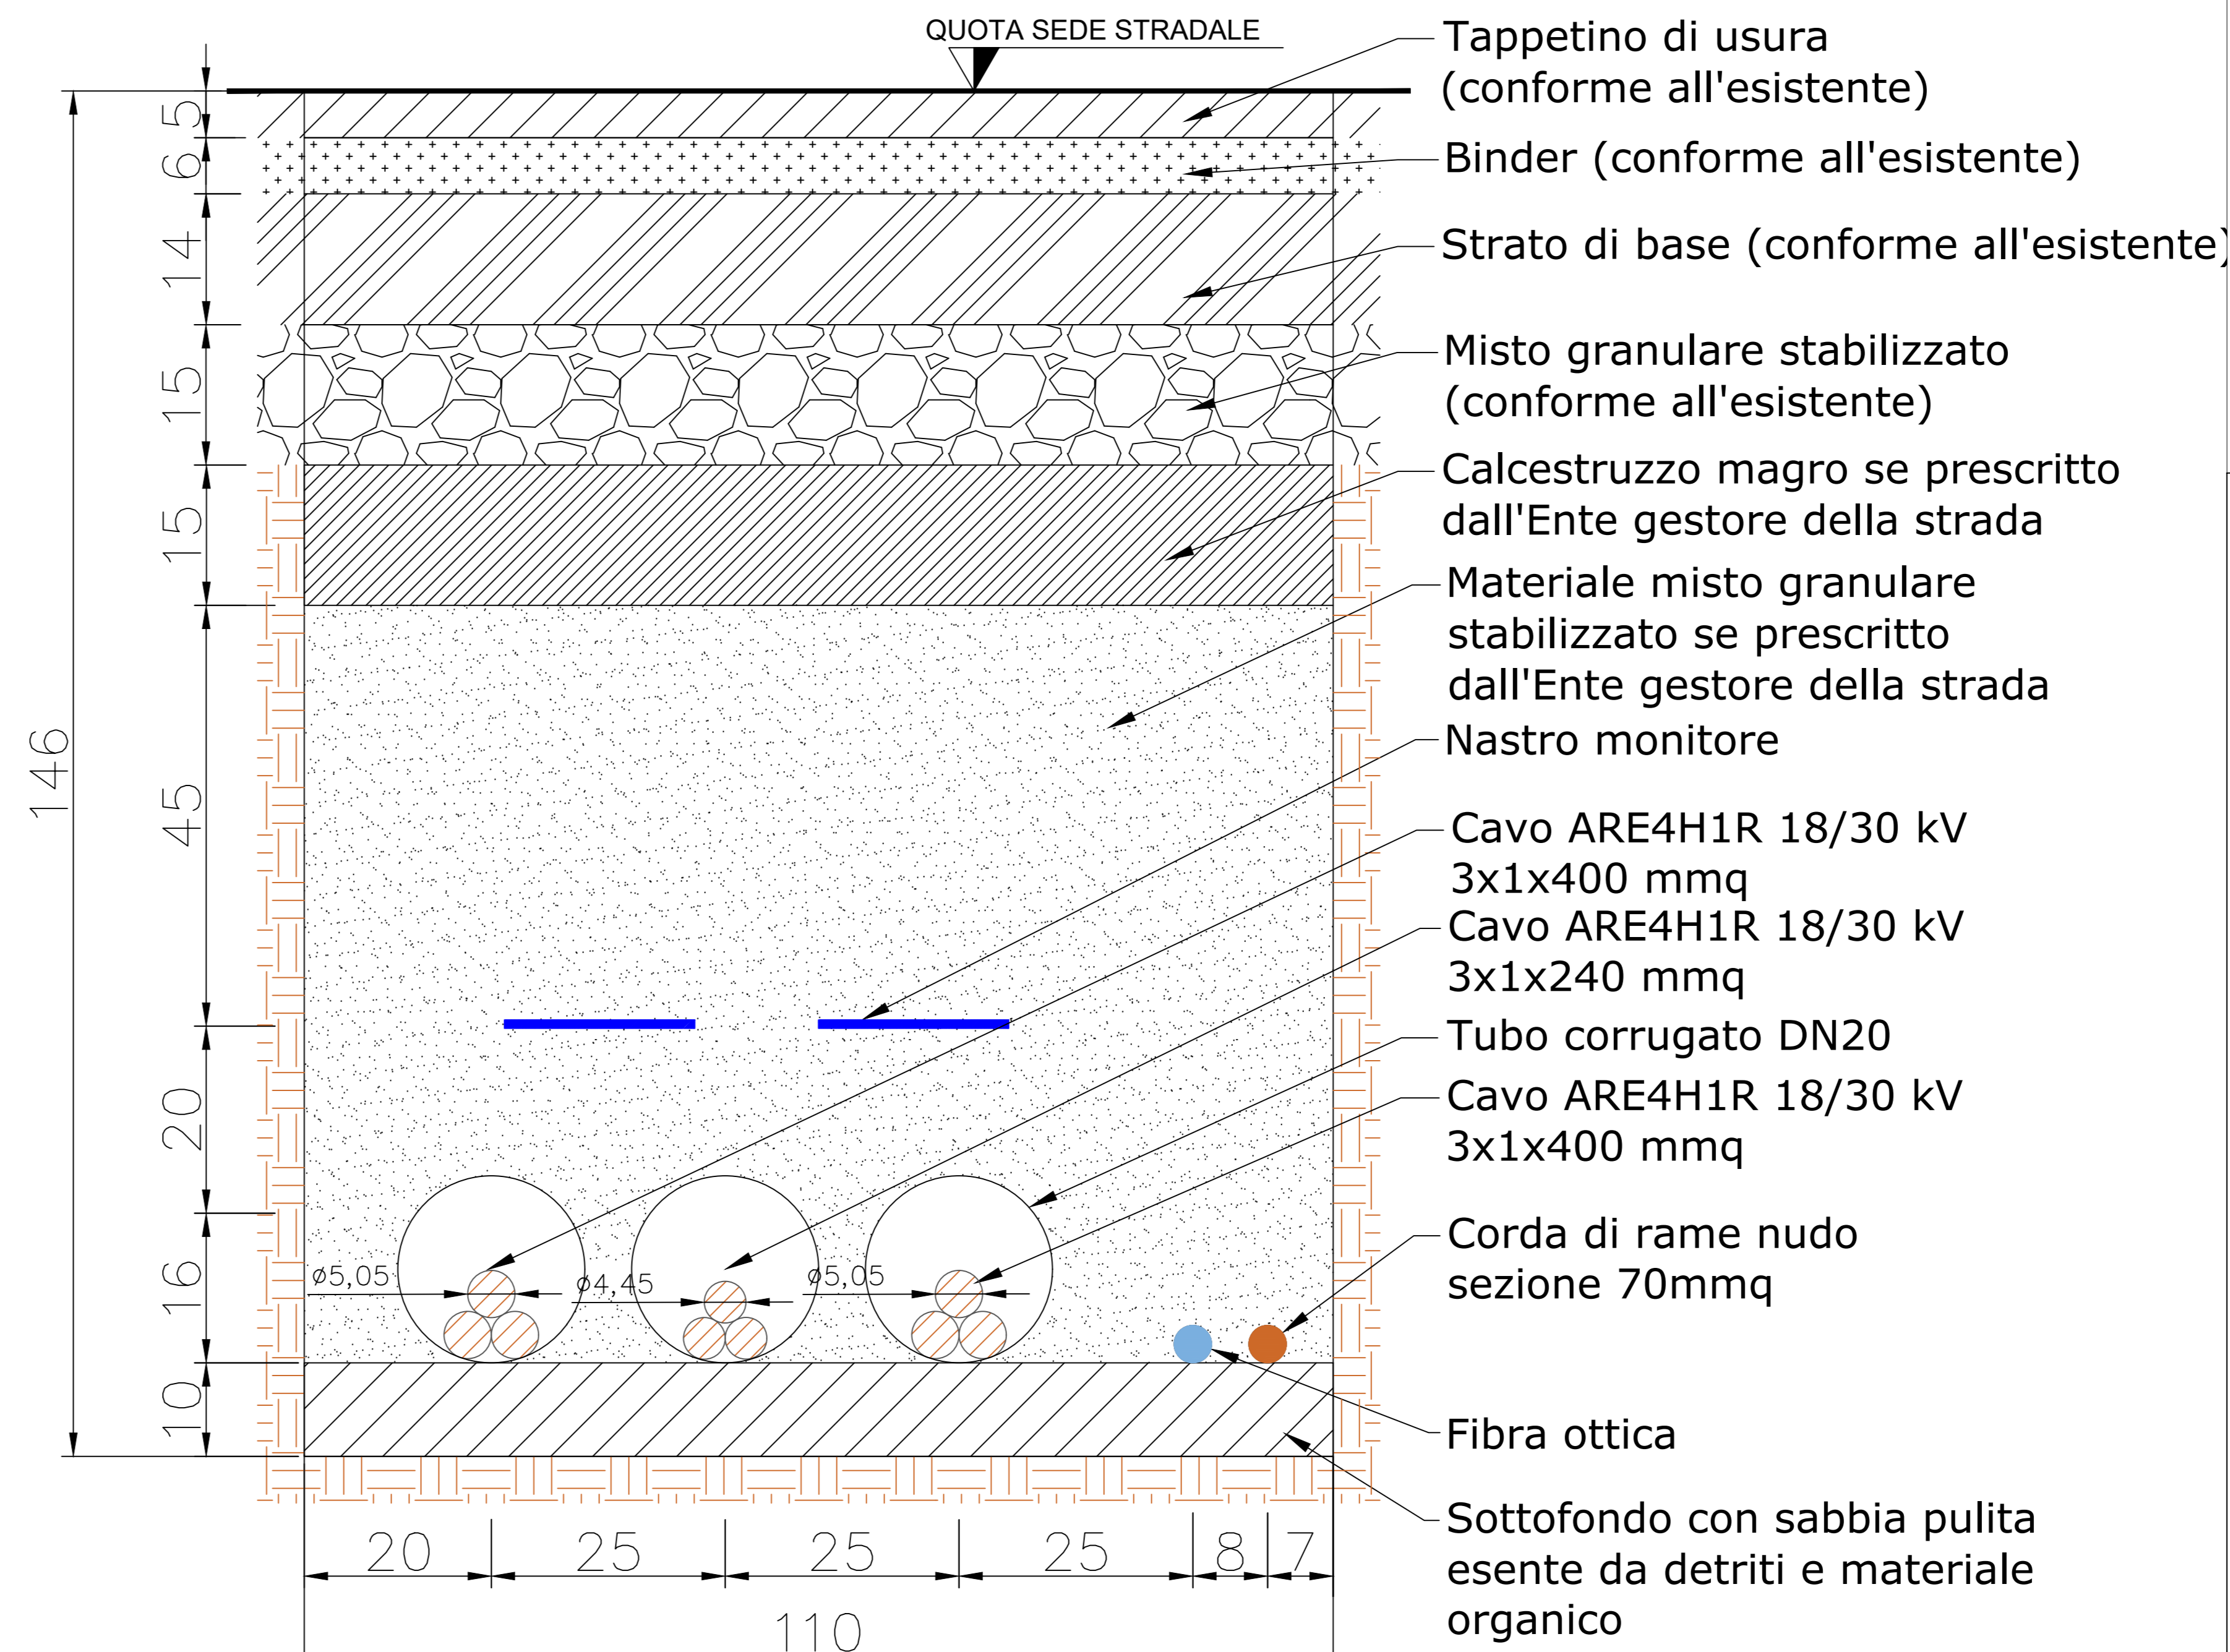 QUOTA SEDE STRADALE
Tappetino di usura
(conforme all'esistente)
Binder (conforme all'esistente)
Strato di base (conforme all'esistente)
Misto granulare stabilizzato
(conforme all'esistente)
Calcestruzzo magro se prescritto
dall'Ente gestore della strada
Materiale misto granulare
stabilizzato se prescritto
dall'Ente gestore della strada
Nastro monitore
Cavo ARE4H1R 18/30 kV
3x1x400 mmq
Cavo ARE4H1R 18/30 kV
3x1x240 mmq
Tubo corrugato DN20
Cavo ARE4H1R 18/30 kV
3x1x400 mmq
Corda di rame nudo
sezione 70mmq
Fibra ottica
Sottofondo con sabbia pulita
esente da detriti e materiale
organico
5
6
14
15
15
45
20
16
10
146
ø5,05
ø4,45
ø5,05
20
25
25
25
8
7
110